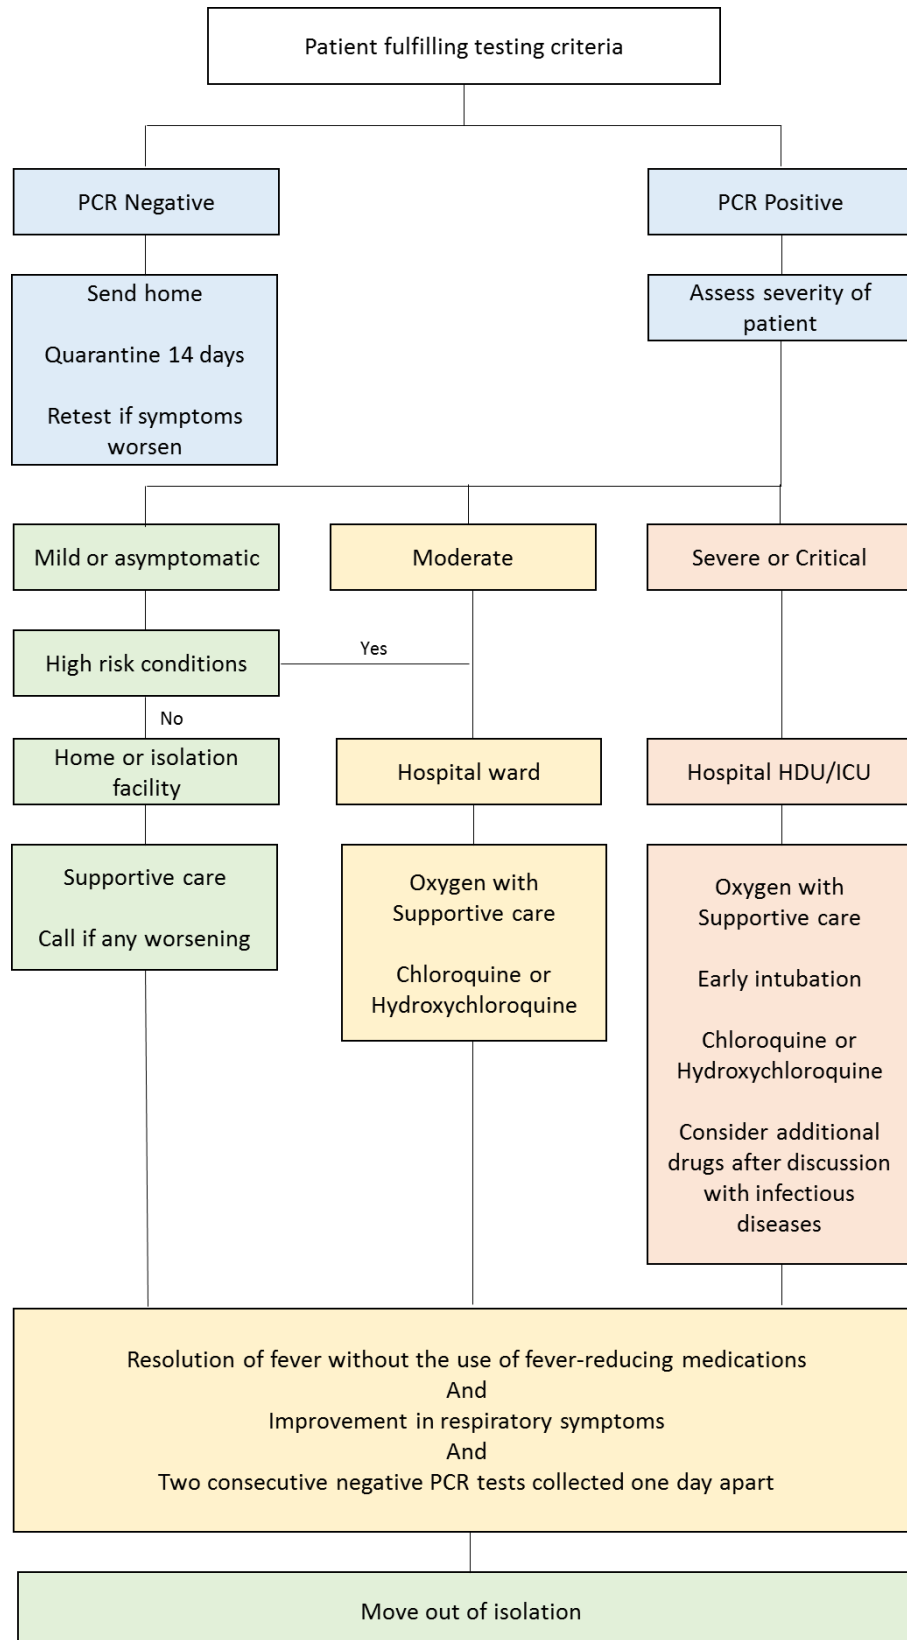 Patient fulfilling testing criteria
PCR Negative
PCR Positive
Send home
Quarantine 14 days
Retest if symptoms
worsen
Assess severity of
patient
Mild or asymptomatic
Moderate
Severe or Critical
High risk conditions
Yes
No
Home or isolation
facility
Hospital ward
Hospital HDU/ICU
Supportive care
Call if any worsening
Oxygen with
Supportive care
Chloroquine or
Hydroxychloroquine
Oxygen with
Supportive care
Early intubation
Chloroquine or
Hydroxychloroquine
Consider additional
drugs after discussion
with infectious
diseases
Resolution of fever without the use of fever-reducing medications
And
Improvement in respiratory symptoms
And
Two consecutive negative PCR tests collected one day apart
Move out of isolation